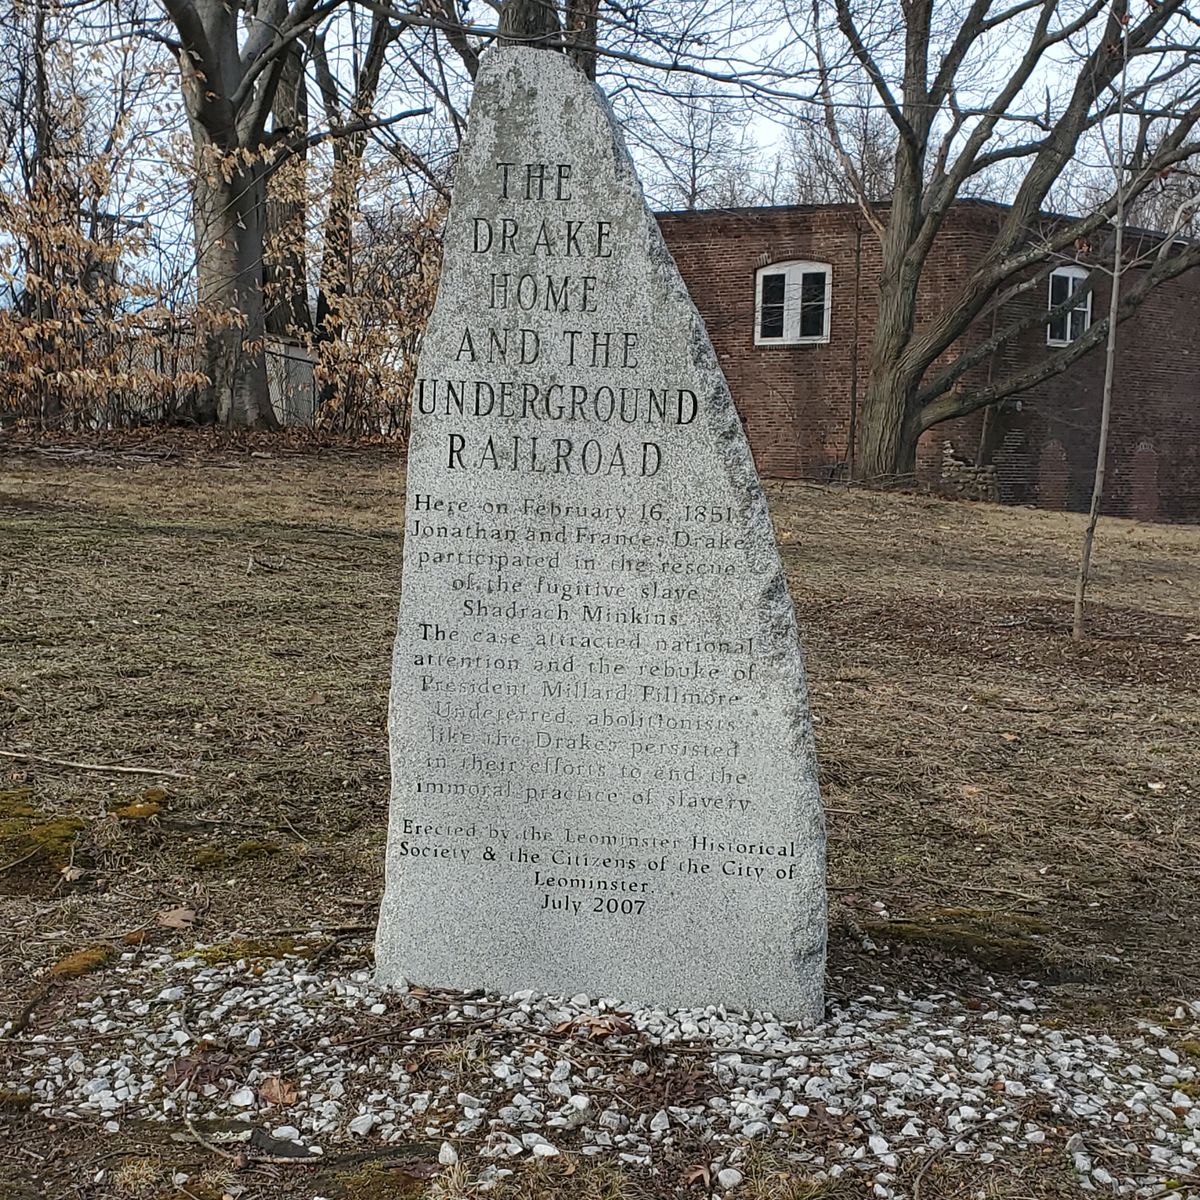 THE
DRAKE
HOME
AND THE
UNDERGROUND
RAILROAD
Here on February 16, 1851
Jonathan and Frances Drake
participated in the rescue
of the fugitive slave
Shadrach Minkins.
The case attracted national
attention and the rebuke of
President Millard Fillmore
Undeterred, abolitionists
like the Drakes persisted
in their efforts to end the
immoral practice of slavery
Erected by the Leominster Historical
Society & the Citizens of the City of
Leominster
July 2007